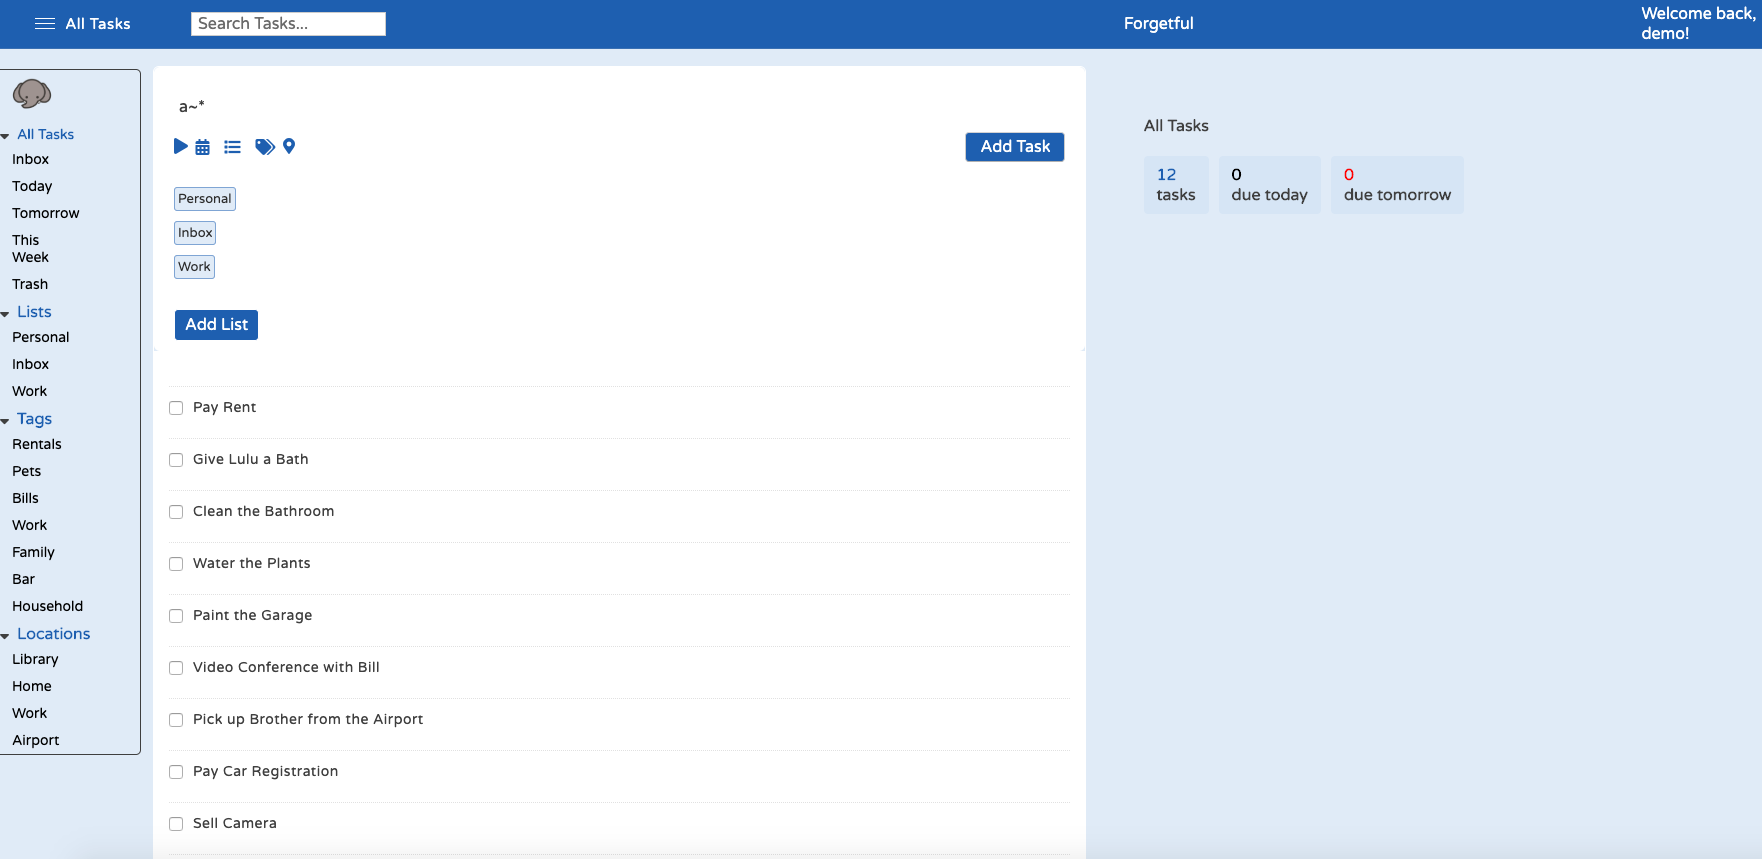 All Tasks
Search Tasks...
Forgetful
Welcome back,
demo!
All Tasks
Inbox
Today
Tomorrow
This
Week
Trash
Lists
Personal
Inbox
Work
Tags
Rentals
Pets
Bills
Work
Family
Bar
Household
Locations
Library
Home
Work
Airport
a~*
Add Task
Personal
Inbox
Work
Add List
Pay Rent
Give Lulu a Bath
Clean the Bathroom
Water the Plants
Paint the Garage
Video Conference with Bill
Pick up Brother from the Airport
Pay Car Registration
Sell Camera
All Tasks
12
tasks
0
due today
0
due tomorrow